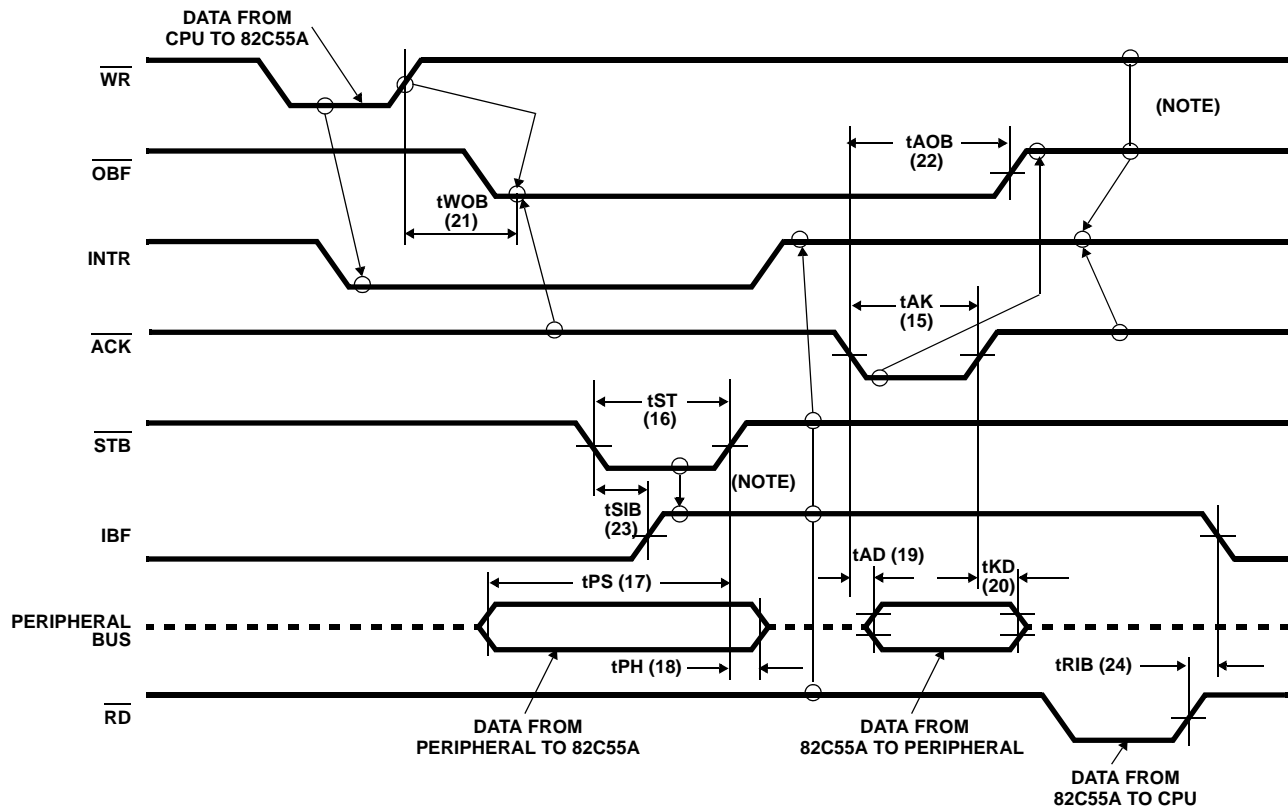 DATA FROM
CPU TO 82C55A
WR
(NOTE)
tAOB
(22)
OBF
tWOB
(21)
INTR
tAK
(15)
ACK
tST
(16)
STB
(NOTE)
tSIB
(23)
IBF
tAD (19)
tKD
(20)
tPS (17)
PERIPHERAL
BUS
tPH (18)
tRIB (24)
RD
DATA FROM
PERIPHERAL TO 82C55A
DATA FROM
82C55A TO PERIPHERAL
DATA FROM
82C55A TO CPU